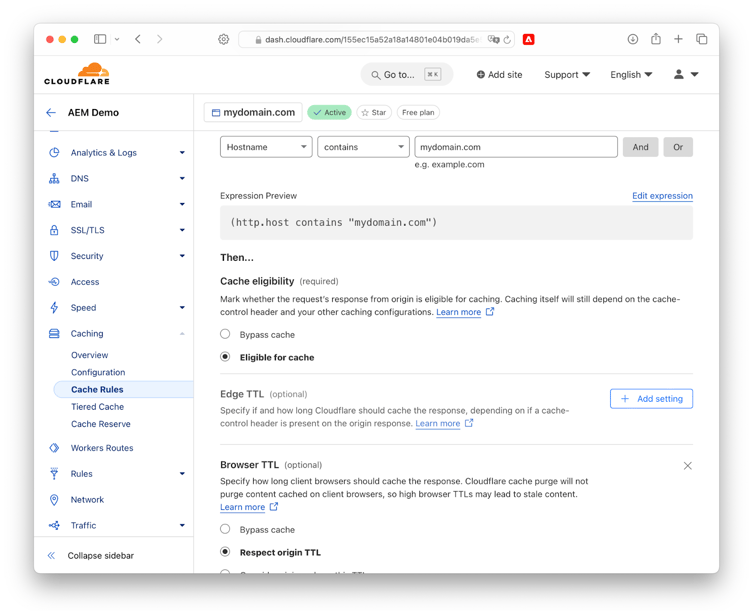 dash.cloudflare.com/155ec15a52a18a14801e04b019da5e
CLOUDFLARE
Go to... ⌘ K
Add site
Support
English
AEM Demo
mydomain.com
Active
Star
Free plan
Analytics & Logs
DNS
Email
SSL/TLS
Security
Access
Speed
Caching
Overview
Configuration
Cache Rules
Tiered Cache
Cache Reserve
Workers Routes
Rules
Network
Traffic
Collapse sidebar
Hostname
contains
mydomain.com
And
Or
e.g. example.com
Expression Preview
Edit expression
(http.host contains "mydomain.com")
Then...
Cache eligibility (required)
Mark whether the request's response from origin is eligible for caching. Caching itself will still depend on the cache-
control header and your other caching configurations. Learn more
Bypass cache
Eligible for cache
Edge TTL (optional)
Add setting
Specify if and how long Cloudflare should cache the response, depending on if a cache-
control header is present on the origin response. Learn more
Browser TTL (optional)
Specify how long client browsers should cache the response. Cloudflare cache purge will not
purge content cached on client browsers, so high browser TTLs may lead to stale content.
Learn more
Bypass cache
Respect origin TTL